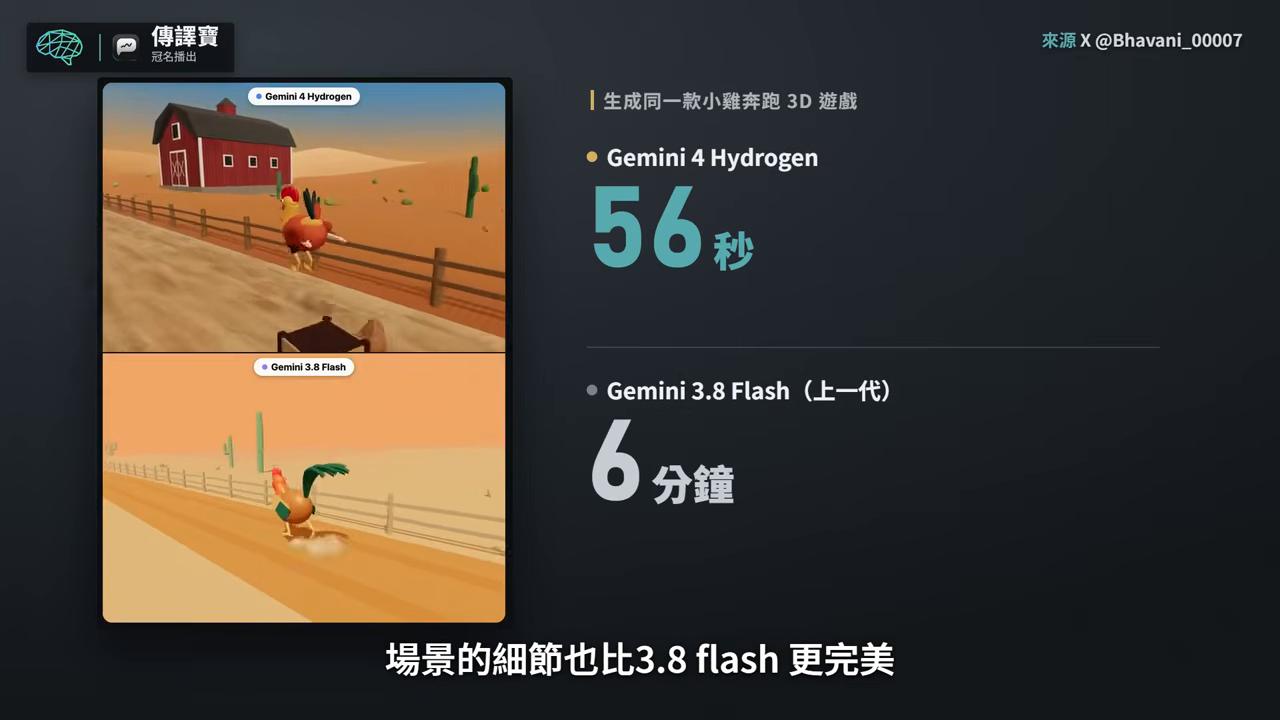 傳譯寶
冠名播出
來源 X @Bhavani_00007
Gemini 4 Hydrogen
Gemini 3.8 Flash
生成同一款小雞奔跑 3D 遊戲
Gemini 4 Hydrogen
56 秒
Gemini 3.8 Flash（上一代）
6 分鐘
場景的細節也比3.8 flash 更完美